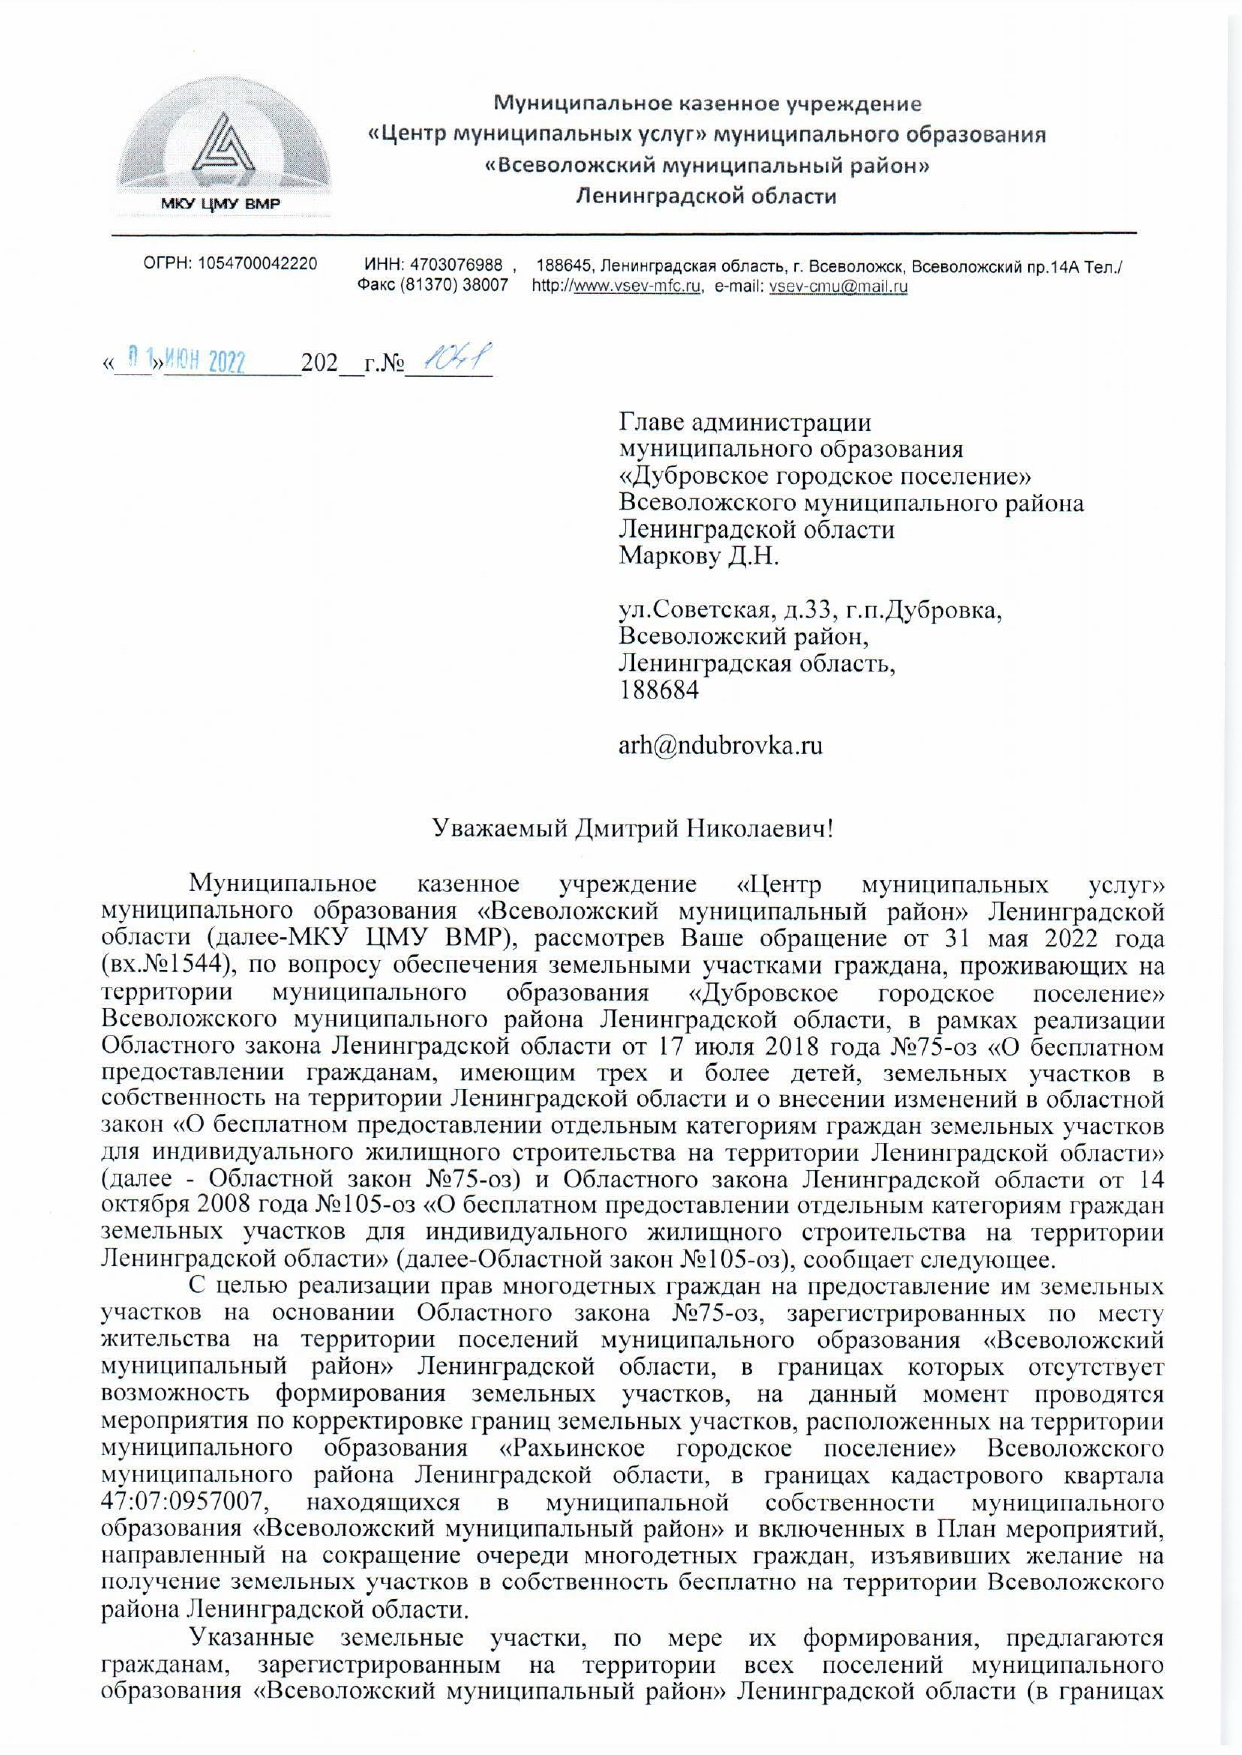 Муниципальное казенное учреждение
«Центр муниципальных услуг» муниципального образования
«Всеволожский муниципальный район»
Ленинградской области
МКУ ЦМУ ВМР
ОГРН: 1054700042220 ИНН: 4703076988 , 188645, Ленинградская область, г. Всеволожск, Всеволожский пр.14А Тел./
Факс (81370) 38007 http://www.vsev-mfc.ru, e-mail: vsev-cmu@mail.ru
«01»ИЮН 2022 202__г.№ 1041
Главе администрации
муниципального образования
«Дубровское городское поселение»
Всеволожского муниципального района
Ленинградской области
Маркову Д.Н.
ул.Советская, д.33, г.п.Дубровка,
Всеволожский район,
Ленинградская область,
188684
arh@ndubrovka.ru
Уважаемый Дмитрий Николаевич!
Муниципальное казенное учреждение «Центр муниципальных услуг»
муниципального образования «Всеволожский муниципальный район» Ленинградской
области (далее-МКУ ЦМУ ВМР), рассмотрев Ваше обращение от 31 мая 2022 года
(вх.№1544), по вопросу обеспечения земельными участками граждана, проживающих на
территории муниципального образования «Дубровское городское поселение»
Всеволожского муниципального района Ленинградской области, в рамках реализации
Областного закона Ленинградской области от 17 июля 2018 года №75-оз «О бесплатном
предоставлении гражданам, имеющим трех и более детей, земельных участков в
собственность на территории Ленинградской области и о внесении изменений в областной
закон «О бесплатном предоставлении отдельным категориям граждан земельных участков
для индивидуального жилищного строительства на территории Ленинградской области»
(далее - Областной закон №75-оз) и Областного закона Ленинградской области от 14
октября 2008 года №105-оз «О бесплатном предоставлении отдельным категориям граждан
земельных участков для индивидуального жилищного строительства на территории
Ленинградской области» (далее-Областной закон №105-оз), сообщает следующее.
С целью реализации прав многодетных граждан на предоставление им земельных
участков на основании Областного закона №75-оз, зарегистрированных по месту
жительства на территории поселений муниципального образования «Всеволожский
муниципальный район» Ленинградской области, в границах которых отсутствует
возможность формирования земельных участков, на данный момент проводятся
мероприятия по корректировке границ земельных участков, расположенных на территории
муниципального образования «Рахьинское городское поселение» Всеволожского
муниципального района Ленинградской области, в границах кадастрового квартала
47:07:0957007, находящихся в муниципальной собственности муниципального
образования «Всеволожский муниципальный район» и включенных в План мероприятий,
направленный на сокращение очереди многодетных граждан, изъявивших желание на
получение земельных участков в собственность бесплатно на территории Всеволожского
района Ленинградской области.
Указанные земельные участки, по мере их формирования, предлагаются
гражданам, зарегистрированным на территории всех поселений муниципального
образования «Всеволожский муниципальный район» Ленинградской области (в границах